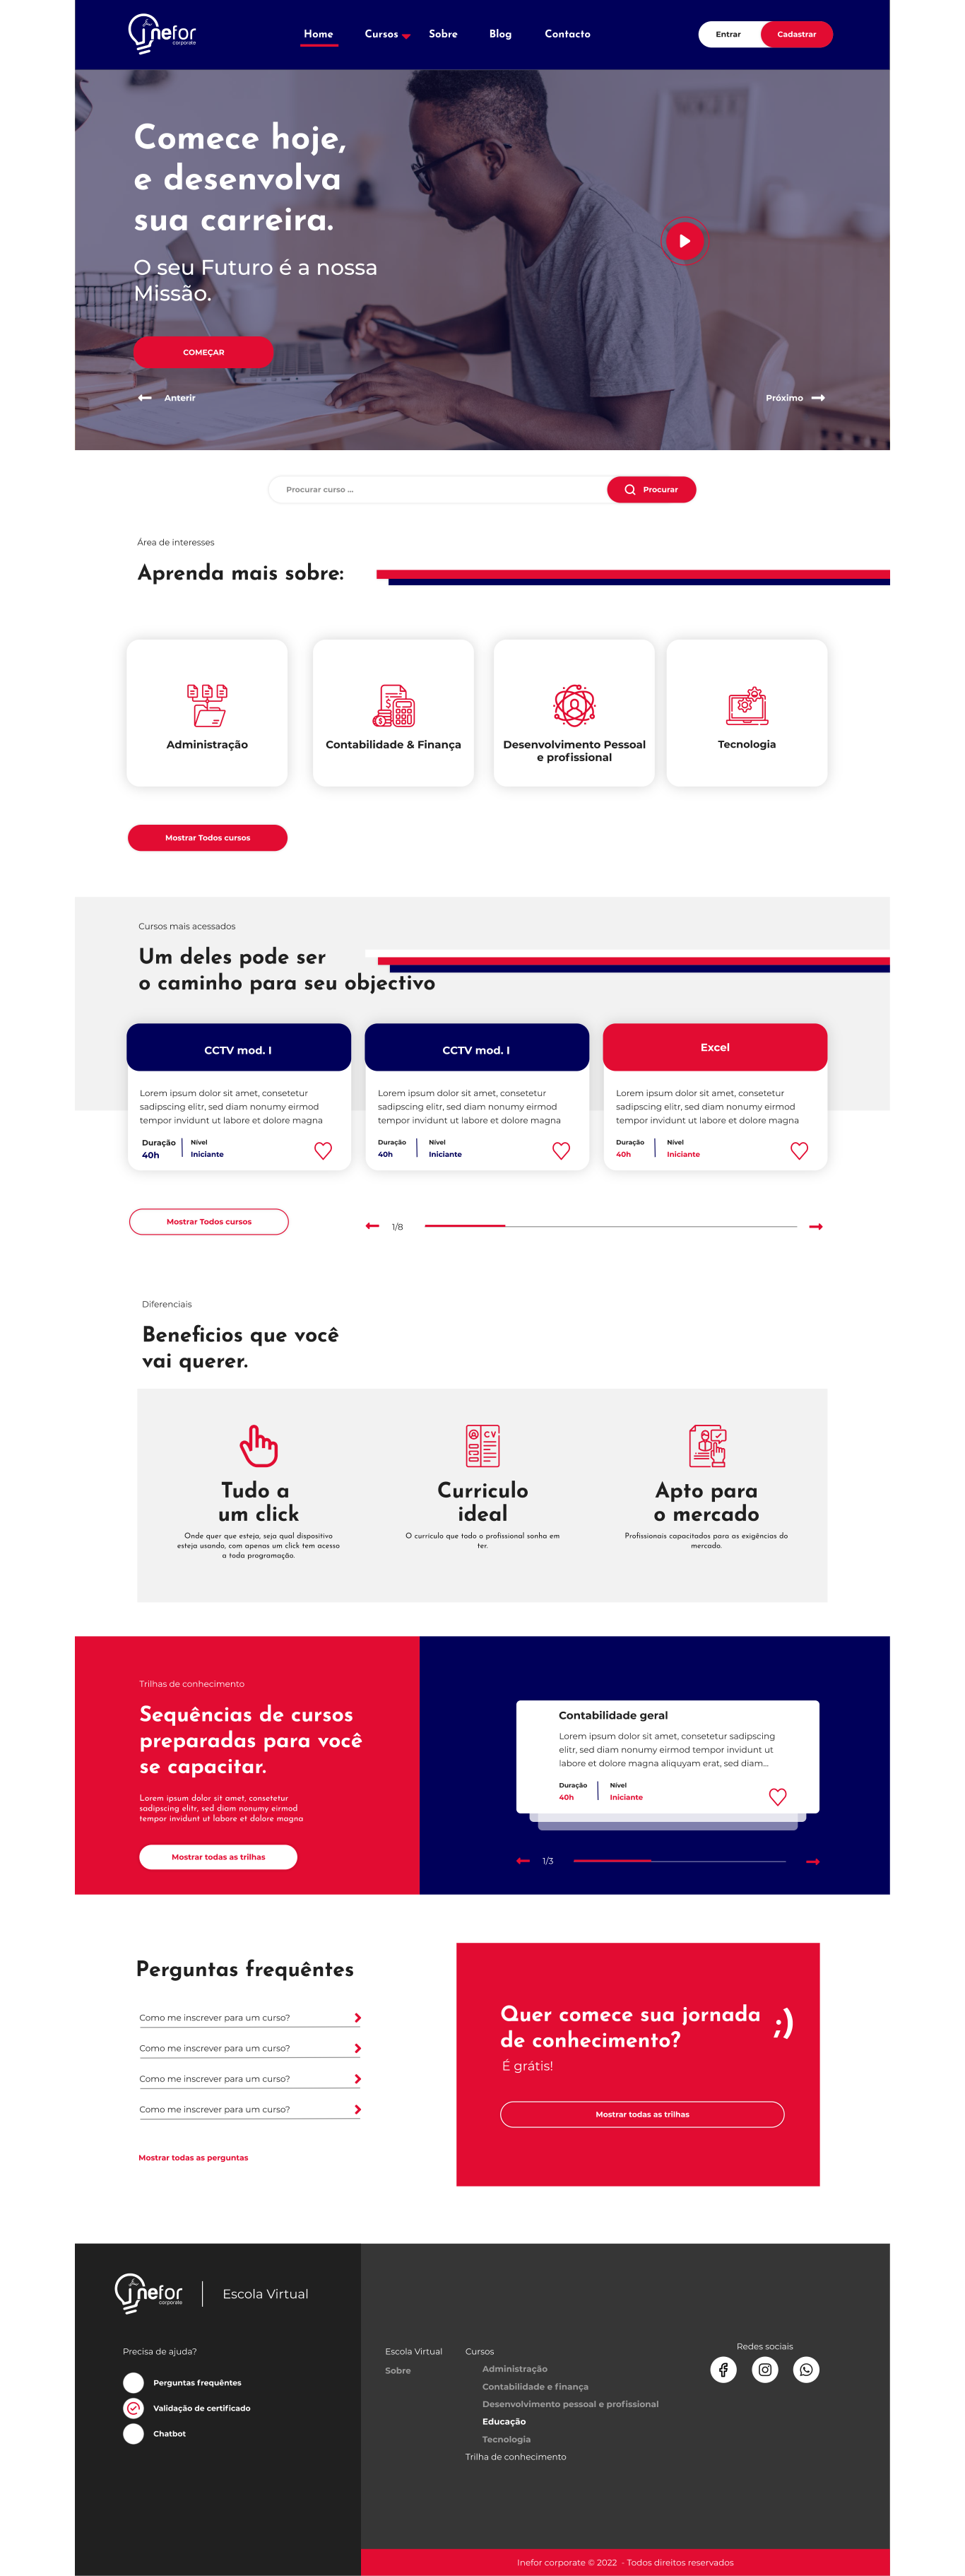 Inefor
corporate
Home
Cursos
Sobre
Blog
Contacto
Entrar
Cadastrar
Comece hoje,
e desenvolva
sua carreira.
O seu Futuro é a nossa
Missão.
COMEÇAR
Anterir
Próximo
Procurar curso ...
Procurar
Área de interesses
Aprenda mais sobre:
Administração
Contabilidade & Finança
Desenvolvimento Pessoal
e profissional
Tecnologia
Mostrar Todos cursos
Cursos mais acessados
Um deles pode ser
o caminho para seu objectivo
CCTV mod. I
Lorem ipsum dolor sit amet, consetetur
sadipscing elitr, sed diam nonumy eirmod
tempor invidunt ut labore et dolore magna
Duração
40h
Nível
Iniciante
CCTV mod. I
Lorem ipsum dolor sit amet, consetetur
sadipscing elitr, sed diam nonumy eirmod
tempor invidunt ut labore et dolore magna
Duração
40h
Nível
Iniciante
Excel
Lorem ipsum dolor sit amet, consetetur
sadipscing elitr, sed diam nonumy eirmod
tempor invidunt ut labore et dolore magna
Duração
40h
Nível
Iniciante
Mostrar Todos cursos
1/8
Diferenciais
Beneficios que você
vai querer.
Tudo a
um click
Onde quer que esteja, seja qual dispositivo
esteja usando, com apenas um click tem acesso
a toda programação.
CV
Curriculo
ideal
O curriculo que todo o profissional sonha em
ter.
Apto para
o mercado
Profissionais capacitados para as exigências do
mercado.
Trilhas de conhecimento
Sequências de cursos
preparadas para você
se capacitar.
Lorem ipsum dolor sit amet, consetetur
sadipscing elitr, sed diam nonumy eirmod
tempor invidunt ut labore et dolore magna
Mostrar todas as trilhas
Contabilidade geral
Lorem ipsum dolor sit amet, consetetur sadipscing
elitr, sed diam nonumy eirmod tempor invidunt ut
labore et dolore magna aliquyam erat, sed diam...
Duração
40h
Nível
Iniciante
1/3
Perguntas frequêntes
Como me inscrever para um curso?
Como me inscrever para um curso?
Como me inscrever para um curso?
Como me inscrever para um curso?
Mostrar todas as perguntas
Quer comece sua jornada
de conhecimento?
;)
É grátis!
Mostrar todas as trilhas
Inefor
corporate
Escola Virtual
Precisa de ajuda?
Perguntas frequêntes
Validação de certificado
Chatbot
Escola Virtual
Sobre
Cursos
Administração
Contabilidade e finança
Desenvolvimento pessoal e profissional
Educação
Tecnologia
Trilha de conhecimento
Redes sociais
Inefor corporate © 2022 - Todos direitos reservados